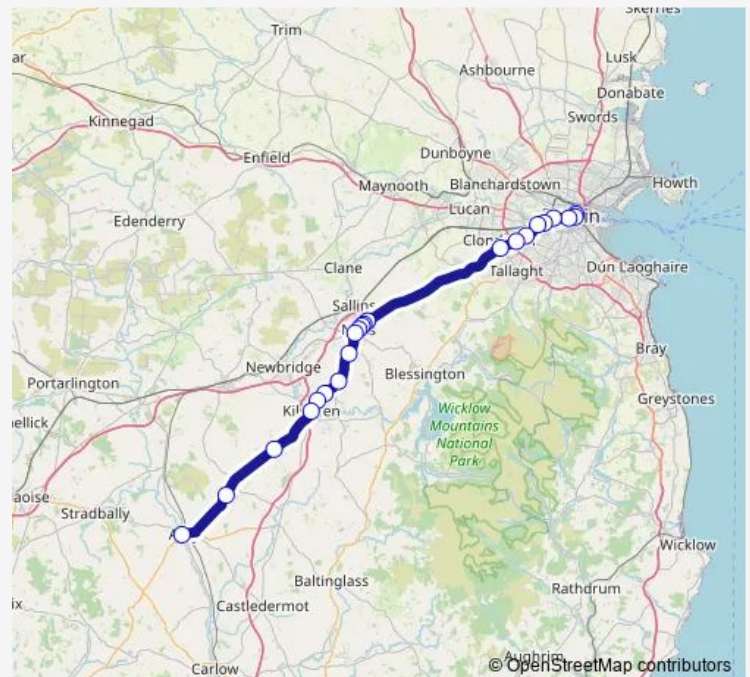 Skerries
Trim
Lusk
Ashbourne
Donabate
Swords
Kinnegad
Dunboyne
Enfield
Maynooth
Blanchardstown
Howth
Lucan
Edenderry
Clane
Tallaght
Dún Laoghaire
Sallins
Bray
Newbridge
Blessington
Portarlington
Greystones
Wicklow
Mountains
National
Park
Stradbally
Wicklow
Baltinglass
Rathdrum
Castledermot
Aughrim
Carlow
© OpenStreetMap contributors